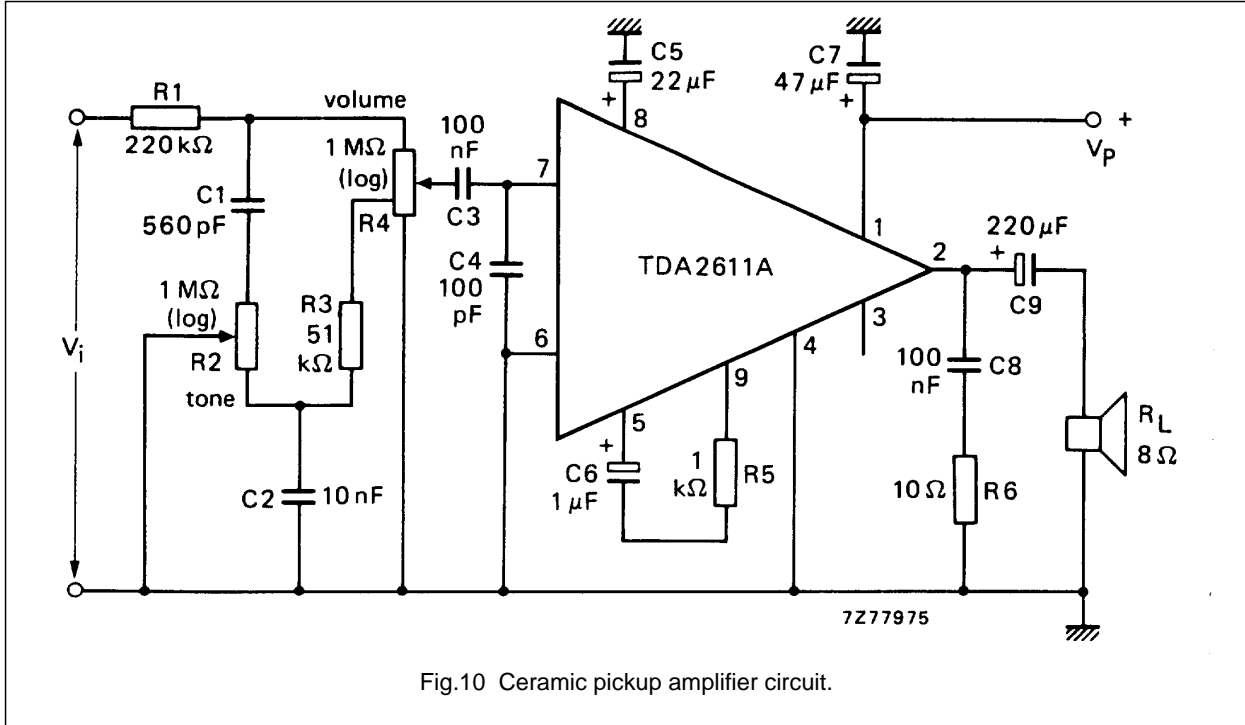 R1
220 kΩ
volume
1 MΩ
(log)
R4
C1
560 pF
1 MΩ
(log)
R2
tone
R3
51
kΩ
C2
10 nF
Vi
100
nF
C3
C4
100
pF
7
6
C5
22 μF
+
8
TDA2611A
C7
47 μF
+
+
VP
1
2
3
4
9
5
+
C6
1 μF
1
kΩ
R5
220 μF
+
C9
100
nF
C8
10 Ω
R6
RL
8 Ω
7Z77975
Fig.10 Ceramic pickup amplifier circuit.